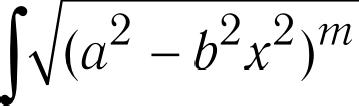 ∫√(a² − b²x²)ᵐ